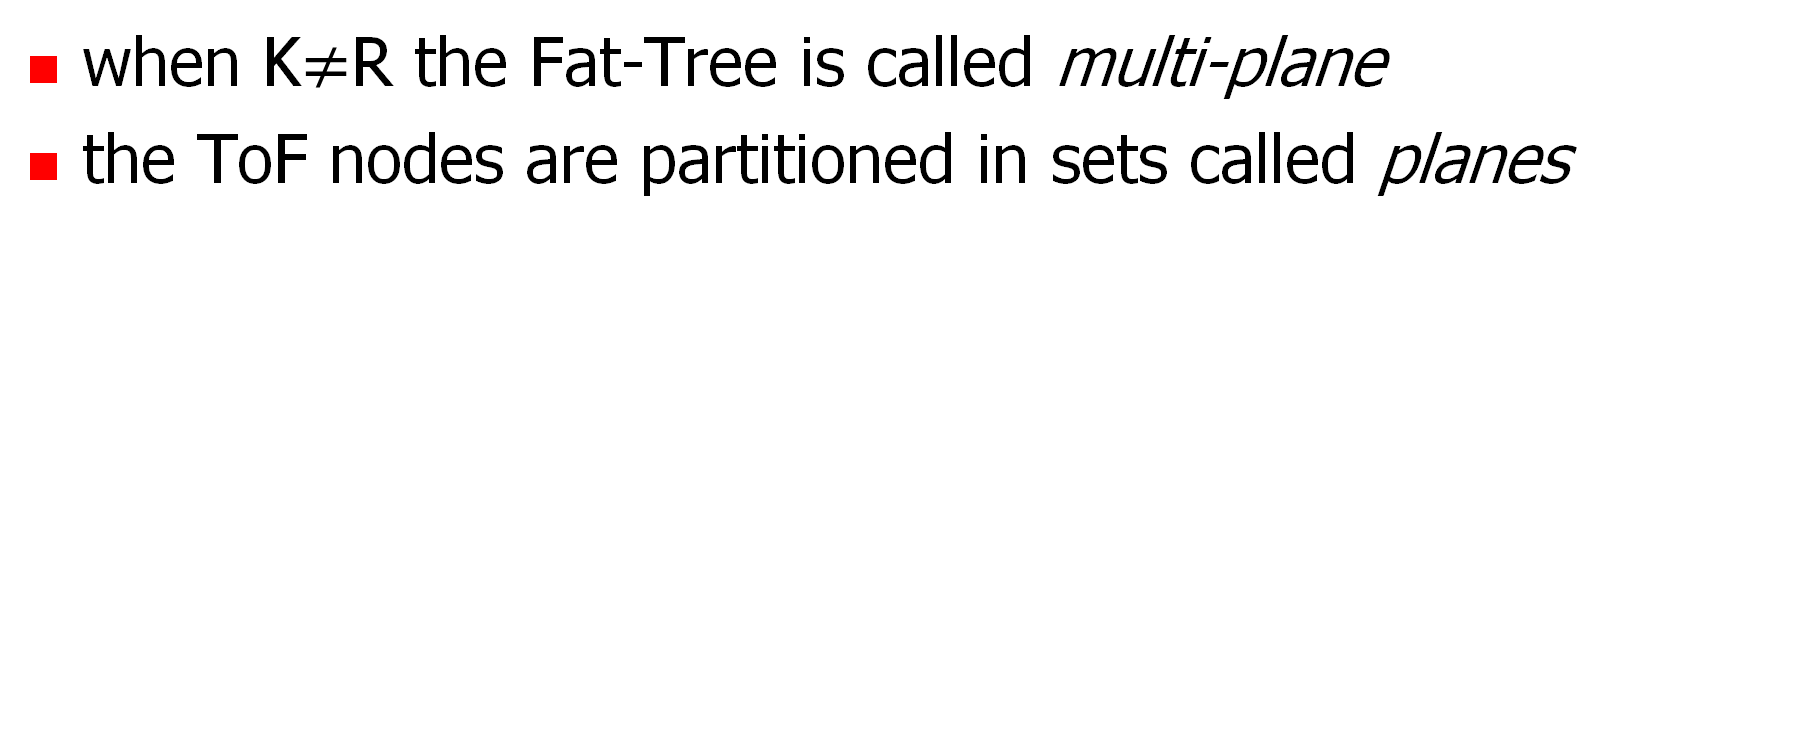 when K≠R the Fat-Tree is called multi-plane
the ToF nodes are partitioned in sets called planes